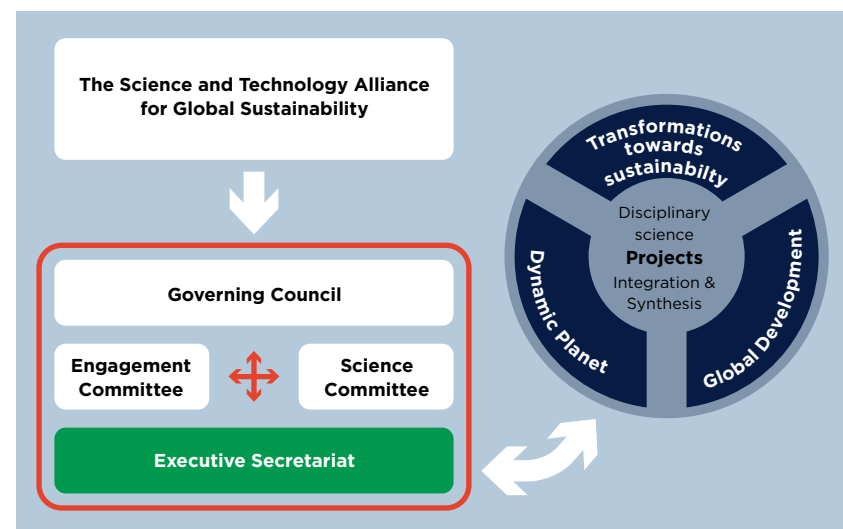 The Science and Technology Alliance
for Global Sustainability
Governing Council
Engagement
Committee
Science
Committee
Executive Secretariat
Transformations
towards
sustainabilty
Disciplinary
science
Projects
Integration &
Synthesis
Dynamic Planet
Global Development